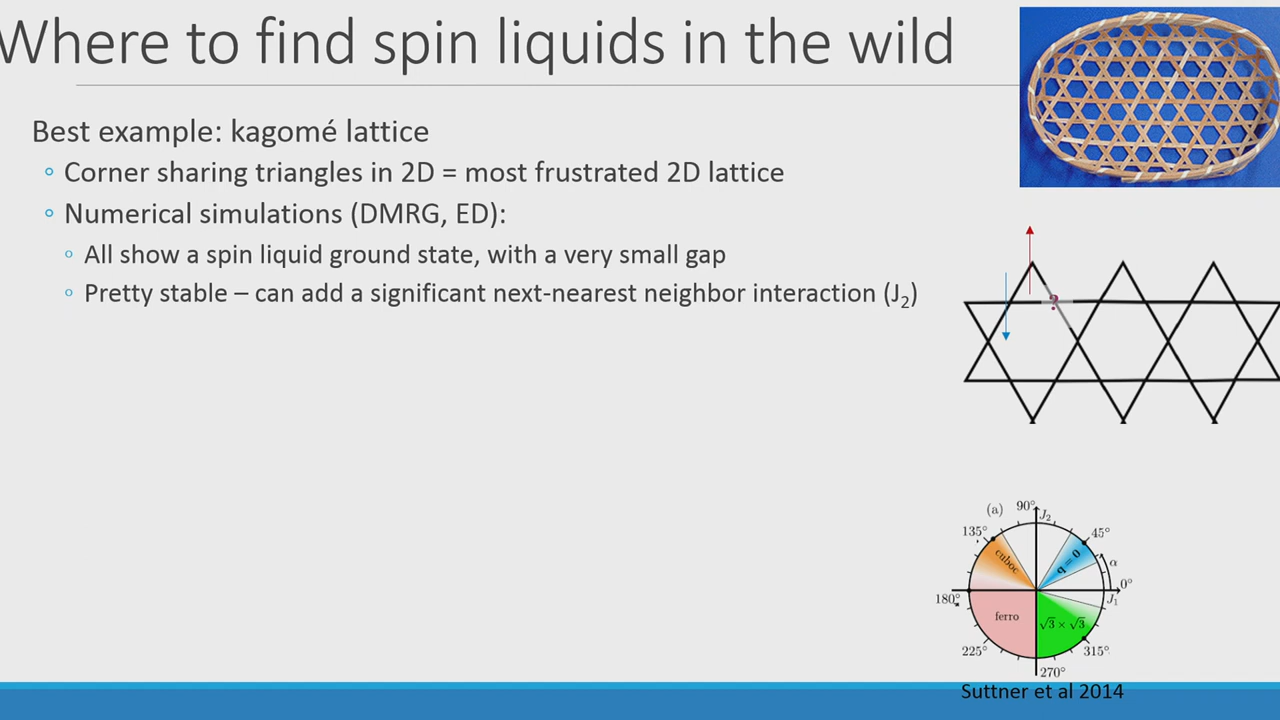 Where to find spin liquids in the wild
Best example: kagomé lattice
Corner sharing triangles in 2D = most frustrated 2D lattice
Numerical simulations (DMRG, ED):
All show a spin liquid ground state, with a very small gap
Pretty stable – can add a significant next-nearest neighbor interaction (J₂)
?
(a)
90°
J₂
135°
45°
cuboc
q = 0
α
0°
180°
J₁
ferro
√3 × √3
225°
315°
270°
Suttner et al 2014